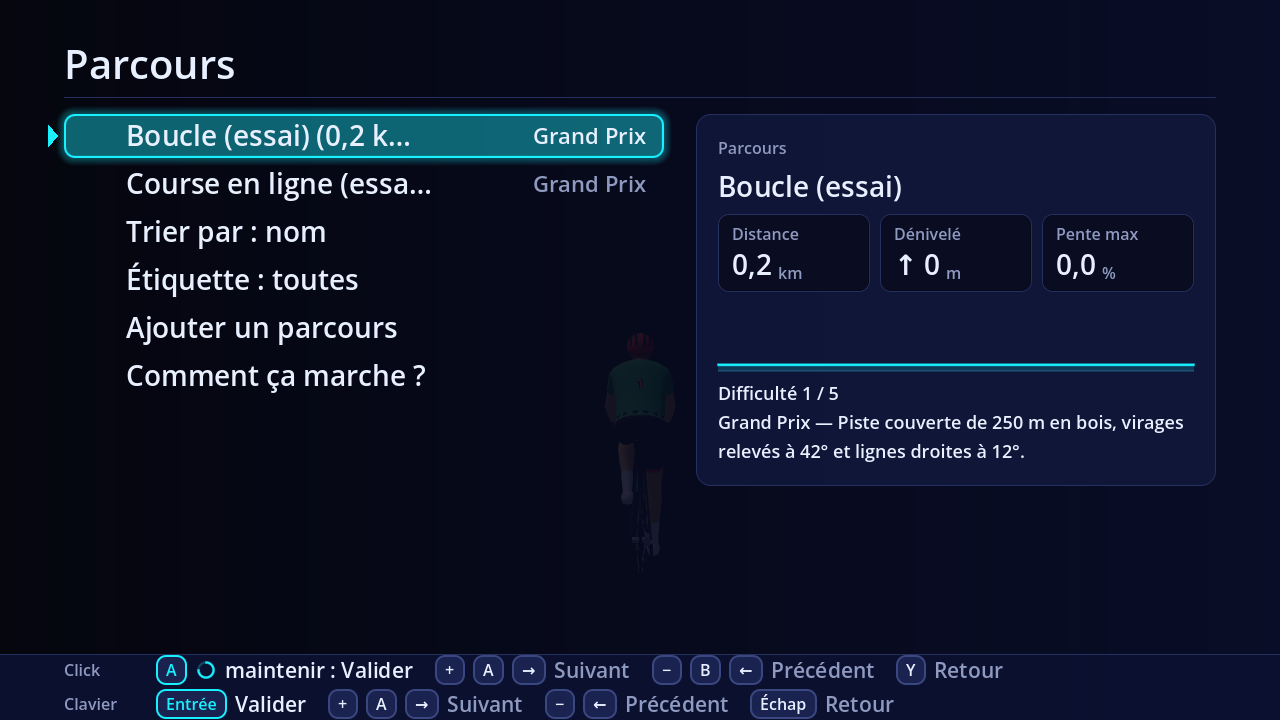 Parcours
Boucle (essai) (0,2 k... Grand Prix
Course en ligne (essa... Grand Prix
Trier par : nom
Étiquette : toutes
Ajouter un parcours
Comment ça marche ?
Parcours
Boucle (essai)
Distance Dénivelé Pente max
0,2 km ↑ 0 m 0,0 %
Difficulté 1 / 5
Grand Prix — Piste couverte de 250 m en bois, virages
relevés à 42° et lignes droites à 12°.
Click A maintenir : Valider + A → Suivant − B ← Précédent Y Retour
Clavier Entrée Valider + A → Suivant − ← Précédent Échap Retour